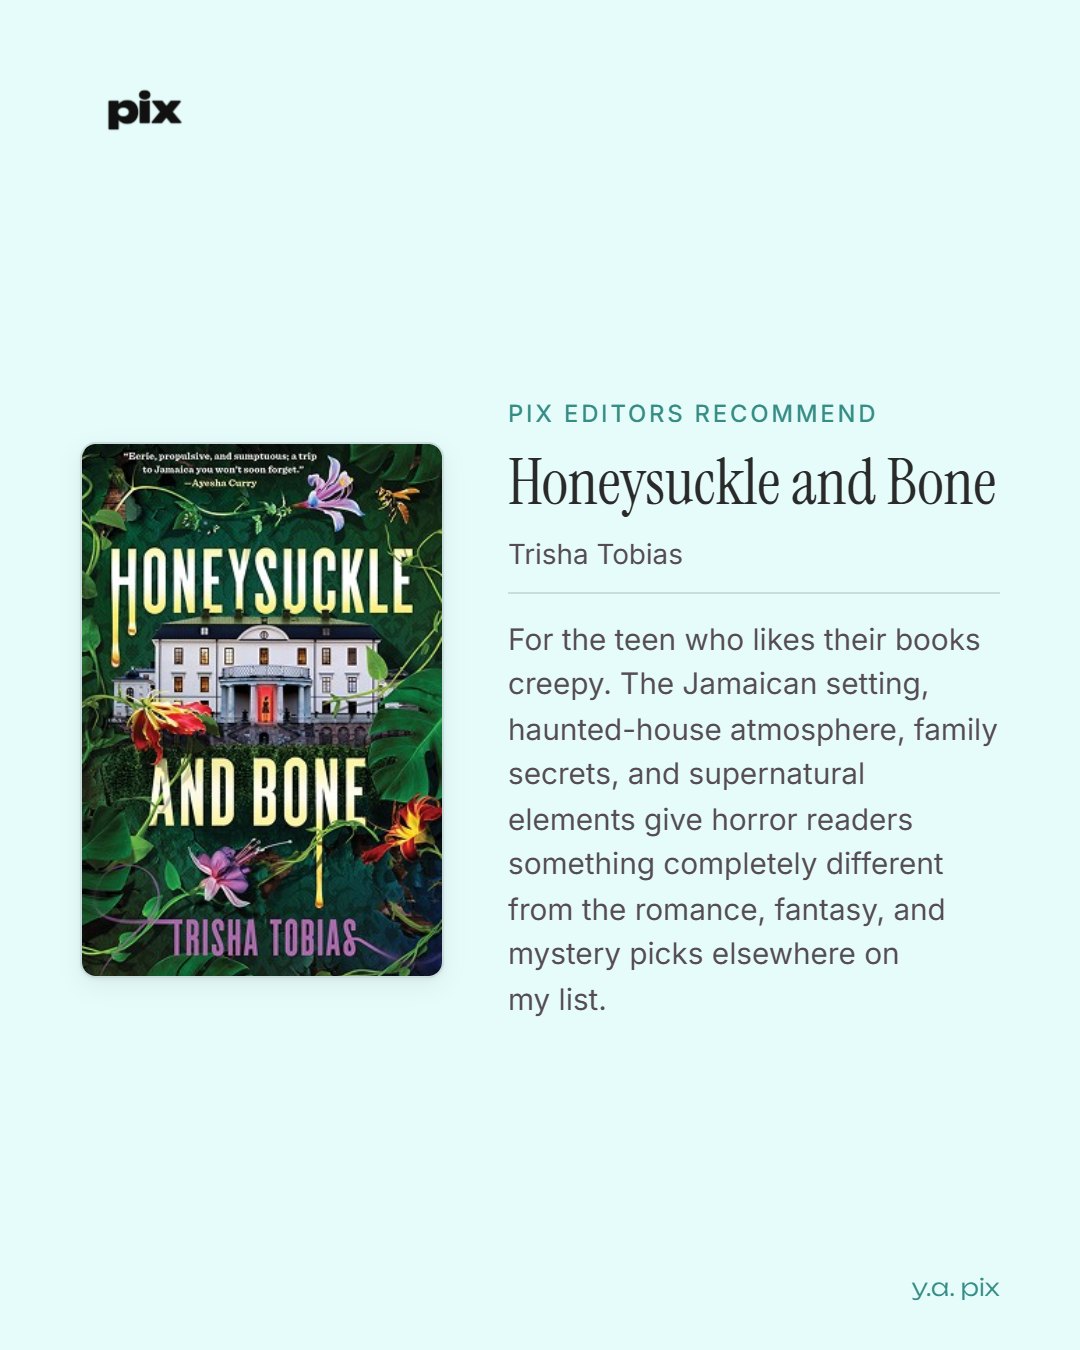 pix
PIX EDITORS RECOMMEND
Honeysuckle and Bone
Trisha Tobias
For the teen who likes their books
creepy. The Jamaican setting,
haunted-house atmosphere, family
secrets, and supernatural
elements give horror readers
something completely different
from the romance, fantasy, and
mystery picks elsewhere on
my list.
"Eerie, propulsive, and sumptuous; a trip
to Jamaica you won't soon forget."
—Ayesha Curry
HONEYSUCKLE
AND BONE
TRISHA TOBIAS
y.a. pix